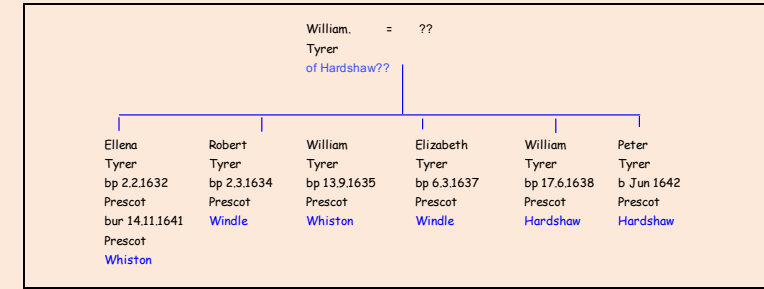 William. = ??
Tyrer
of Hardshaw??
Ellena
Tyrer
bp 2.2.1632
Prescot
bur 14.11.1641
Prescot
Whiston
Robert
Tyrer
bp 2.3.1634
Prescot
Windle
William
Tyrer
bp 13.9.1635
Prescot
Whiston
Elizabeth
Tyrer
bp 6.3.1637
Prescot
Windle
William
Tyrer
bp 17.6.1638
Prescot
Hardshaw
Peter
Tyrer
b Jun 1642
Prescot
Hardshaw